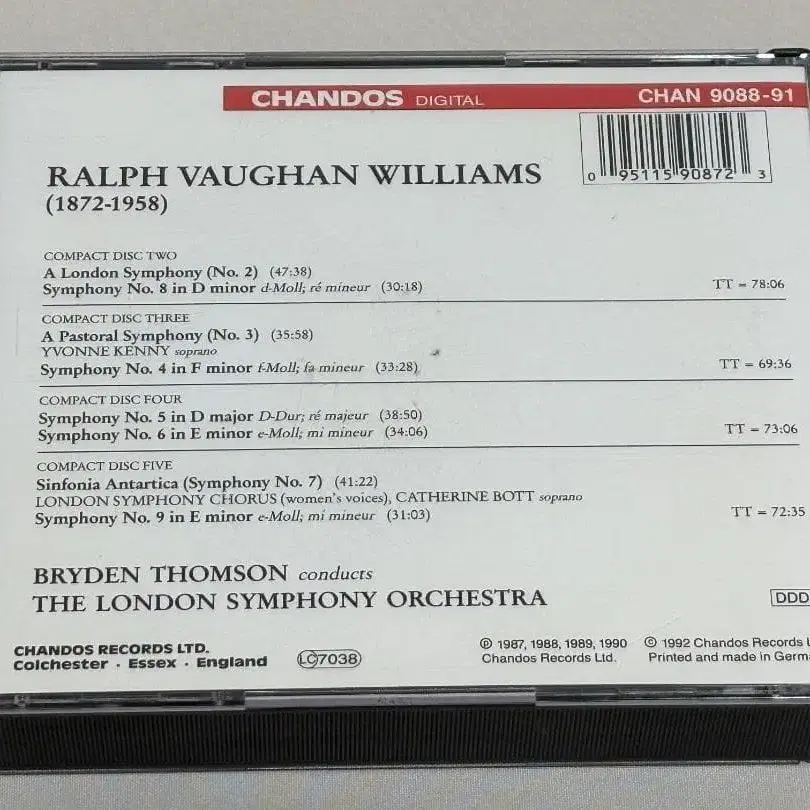 CHANDOS DIGITAL CHAN 9088-91
0 95115 90872 3
RALPH VAUGHAN WILLIAMS
(1872-1958)
COMPACT DISC TWO
A London Symphony (No. 2) (47:38)
Symphony No. 8 in D minor d-Moll; ré mineur (30:18) TT = 78:06
COMPACT DISC THREE
A Pastoral Symphony (No. 3) (35:58)
YVONNE KENNY soprano
Symphony No. 4 in F minor f-Moll; fa mineur (33:28) TT = 69:36
COMPACT DISC FOUR
Symphony No. 5 in D major D-Dur; ré majeur (38:50)
Symphony No. 6 in E minor e-Moll; mi mineur (34:06) TT = 73:06
COMPACT DISC FIVE
Sinfonia Antartica (Symphony No. 7) (41:22)
LONDON SYMPHONY CHORUS (women's voices), CATHERINE BOTT soprano
Symphony No. 9 in E minor e-Moll; mi mineur (31:03) TT = 72:35
BRYDEN THOMSON conducts
THE LONDON SYMPHONY ORCHESTRA
DDD
CHANDOS RECORDS LTD.
Colchester · Essex · England
LC 7038
℗ 1987, 1988, 1989, 1990 © 1992 Chandos Records L
Chandos Records Ltd. Printed and made in Germ